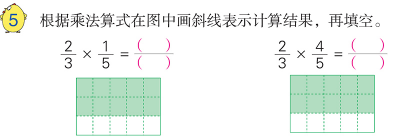 5 根据乘法算式在图中画斜线表示计算结果，再填空。
2/3 × 1/5 = ( )/( ) 2/3 × 4/5 = ( )/( )